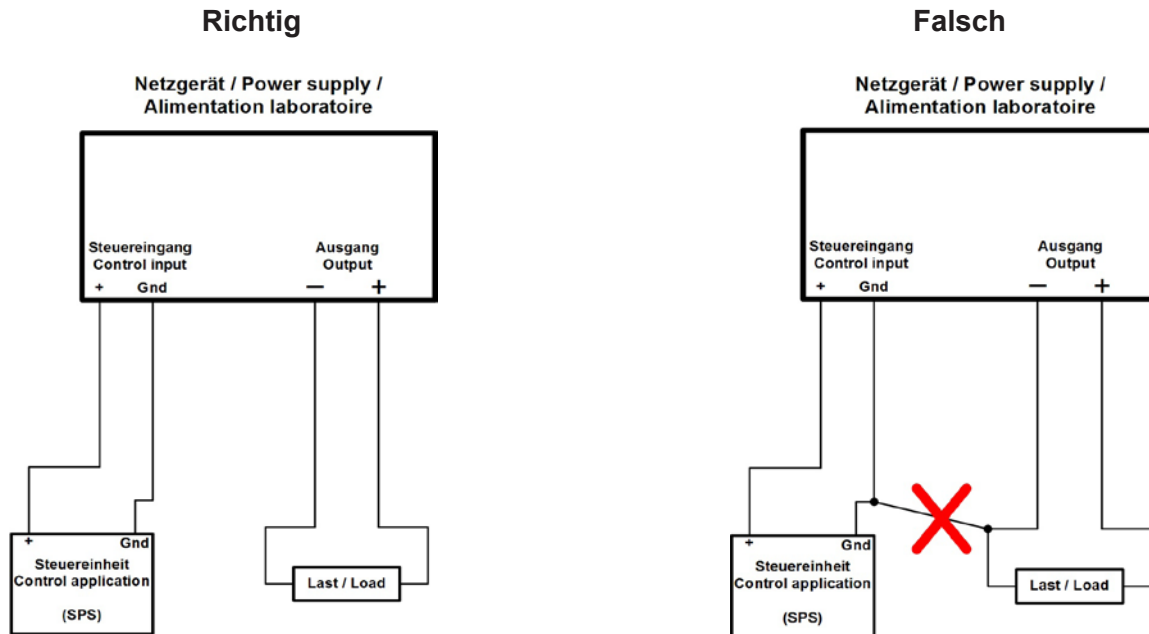 Richtig
Netzgerät / Power supply /
Alimentation laboratoire
Steuereingang
Control input
+ Gnd
Ausgang
Output
— +
+ Gnd
Steuereinheit
Control application
(SPS)
Last / Load
Falsch
Netzgerät / Power supply /
Alimentation laboratoire
Steuereingang
Control input
+ Gnd
Ausgang
Output
— +
+ Gnd
Steuereinheit
Control application
(SPS)
Last / Load